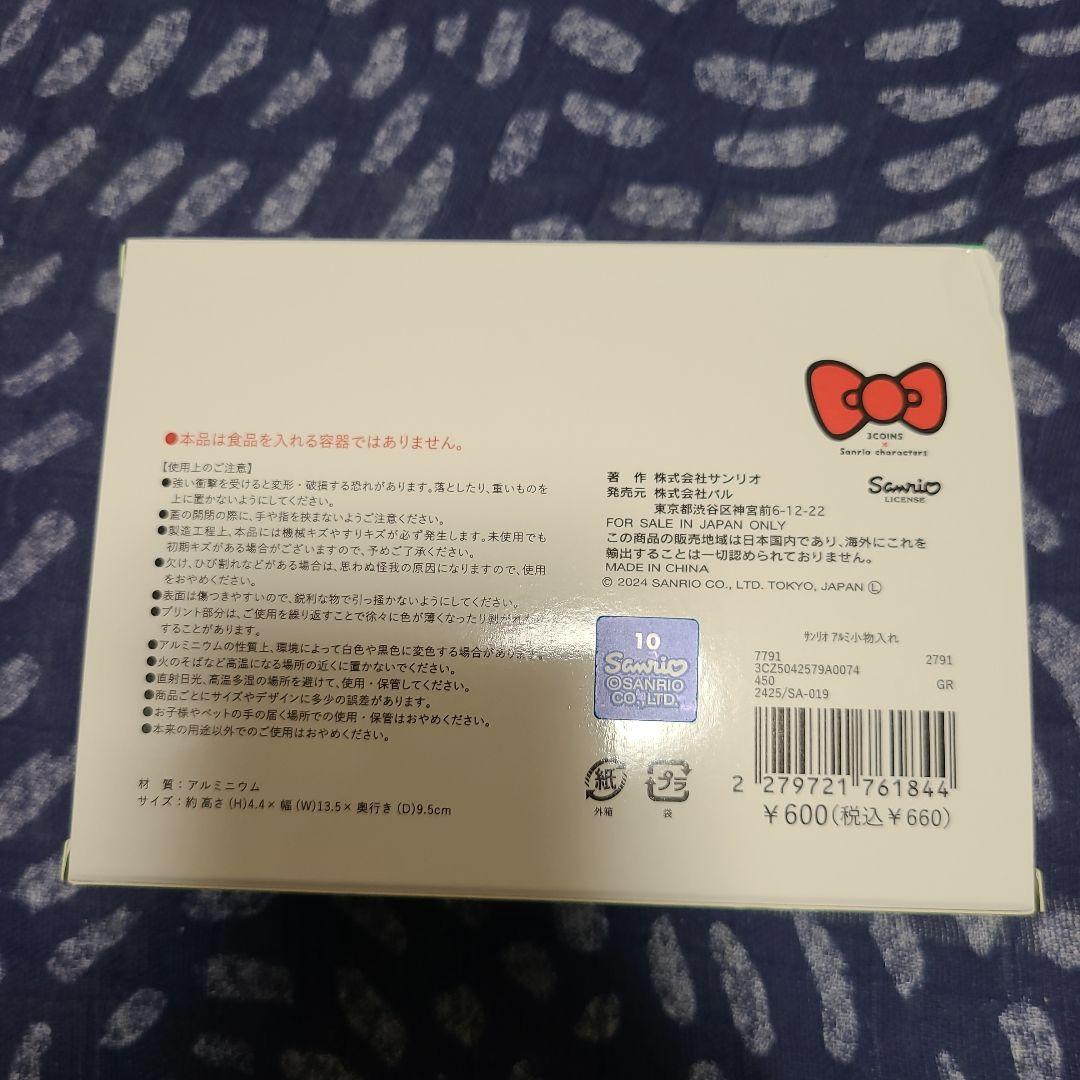 ●本品は食品を入れる容器ではありません。
【使用上のご注意】
●強い衝撃を受けると変形・破損する恐れがあります。落としたり、重いものを
上に置かないようにしてください。
●蓋の開閉の際に、手や指を挟まないようご注意ください。
●製造工程上、本品には機械キズやすりキズが必ず発生します。未使用でも
初期キズがある場合がございますので、予めご了承ください。
●欠け、ひび割れなどがある場合は、思わぬ怪我の原因になりますので、使用
をおやめください。
●表面は傷つきやすいので、鋭利な物で引っ掻かないようにしてください。
●プリント部分は、ご使用を繰り返すことで徐々に色が薄くなったり剥がれたり
することがあります。
●アルミニウムの性質上、環境によって白色や黒色に変色する場合があります。
●火のそばなど高温になる場所の近くに置かないでください。
●直射日光、高温多湿の場所を避けて、使用・保管してください。
●商品ごとにサイズやデザインに多少の誤差があります。
●お子様やペットの手の届く場所での使用・保管はおやめください。
●本来の用途以外でのご使用はおやめください。
材 質：アルミニウム
サイズ：約 高さ (H)4.4× 幅 (W)13.5× 奥行き (D)9.5cm
3COINS
×
Sanrio characters
Sanrio
LICENSE
著 作 株式会社サンリオ
発売元 株式会社パル
東京都渋谷区神宮前6-12-22
FOR SALE IN JAPAN ONLY
この商品の販売地域は日本国内であり、海外にこれを
輸出することは一切認められておりません。
MADE IN CHINA
© 2024 SANRIO CO., LTD. TOKYO, JAPAN Ⓛ
10
Sanrio
©SANRIO
CO.,LTD.
紙
外箱
プラ
袋
ｻﾝﾘｵ ｱﾙﾐ小物入れ
7791 2791
3CZ5042579A0074
450 GR
2425/SA-019
2 279721 761844
￥600(税込￥660)